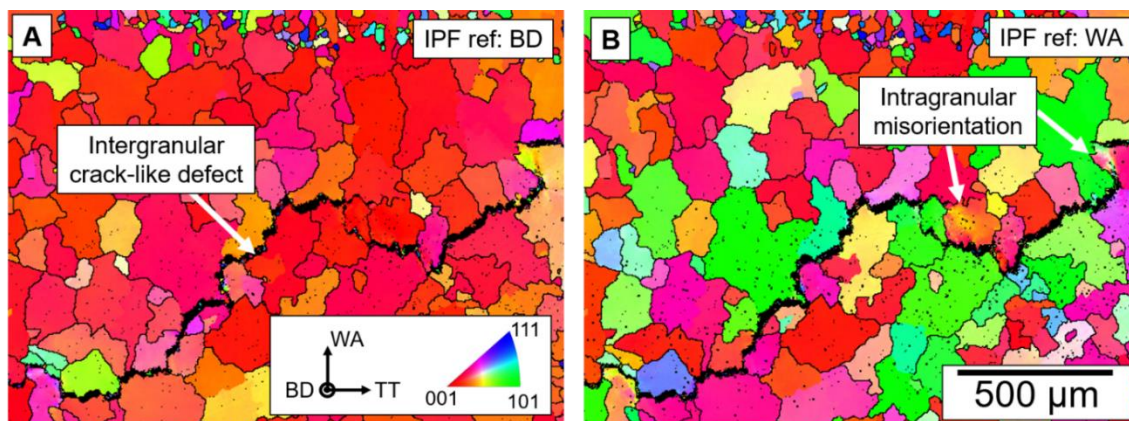 A
IPF ref: BD
Intergranular
crack-like defect
WA
BD
TT
111
001
101
B
IPF ref: WA
Intragranular
misorientation
500 µm